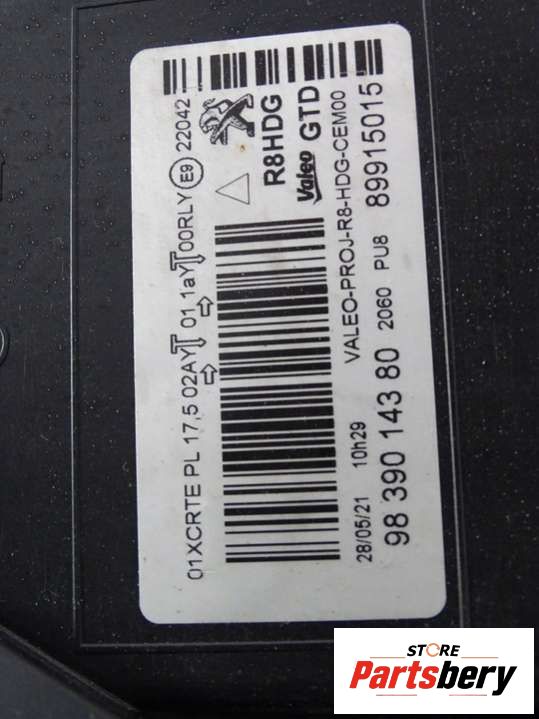 01XCRTE PL 17,5 02AY 01,1aY 00RLY E9 22042
R8HDG
Valeo GTD
VALEO-PROJ-R8-HDG-CEM00
28/05/21 10h29
98 390 143 80 2060 PU8 89915015
STORE
Partsbery